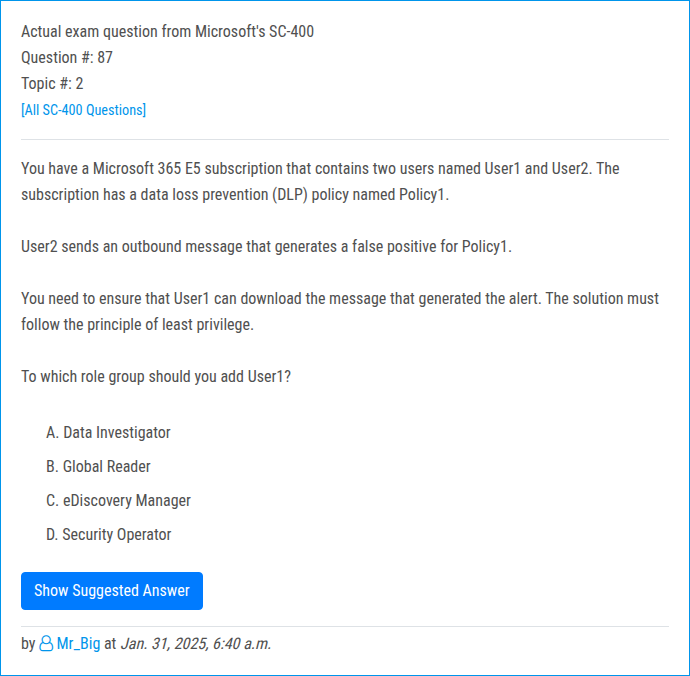 Actual exam question from Microsoft's SC-400
Question #: 87
Topic #: 2
[All SC-400 Questions]
You have a Microsoft 365 E5 subscription that contains two users named User1 and User2. The
subscription has a data loss prevention (DLP) policy named Policy1.
User2 sends an outbound message that generates a false positive for Policy1.
You need to ensure that User1 can download the message that generated the alert. The solution must
follow the principle of least privilege.
To which role group should you add User1?
A. Data Investigator
B. Global Reader
C. eDiscovery Manager
D. Security Operator
Show Suggested Answer
by Mr_Big at Jan. 31, 2025, 6:40 a.m.